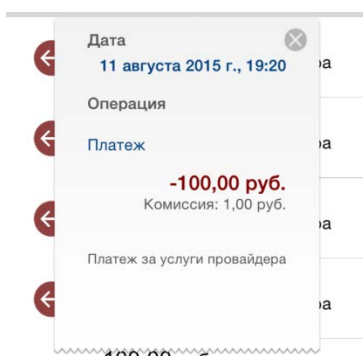 Дата
11 августа 2015 г., 19:20
Операция
Платеж
-100,00 руб.
Комиссия: 1,00 руб.
Платеж за услуги провайдера